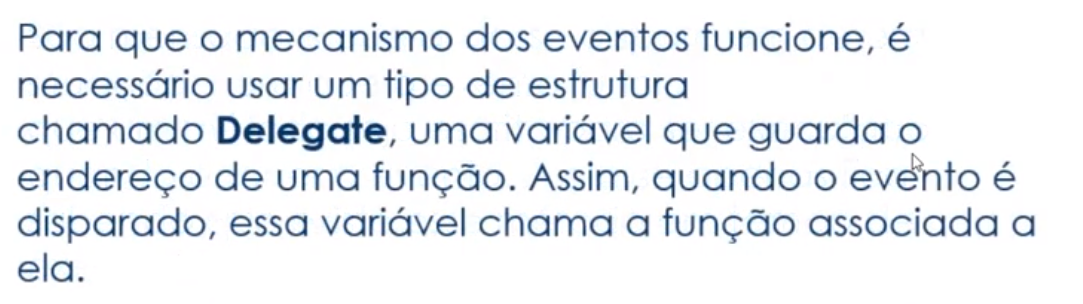 Para que o mecanismo dos eventos funcione, é
necessário usar um tipo de estrutura
chamado Delegate, uma variável que guarda o
endereço de uma função. Assim, quando o evento é
disparado, essa variável chama a função associada a
ela.